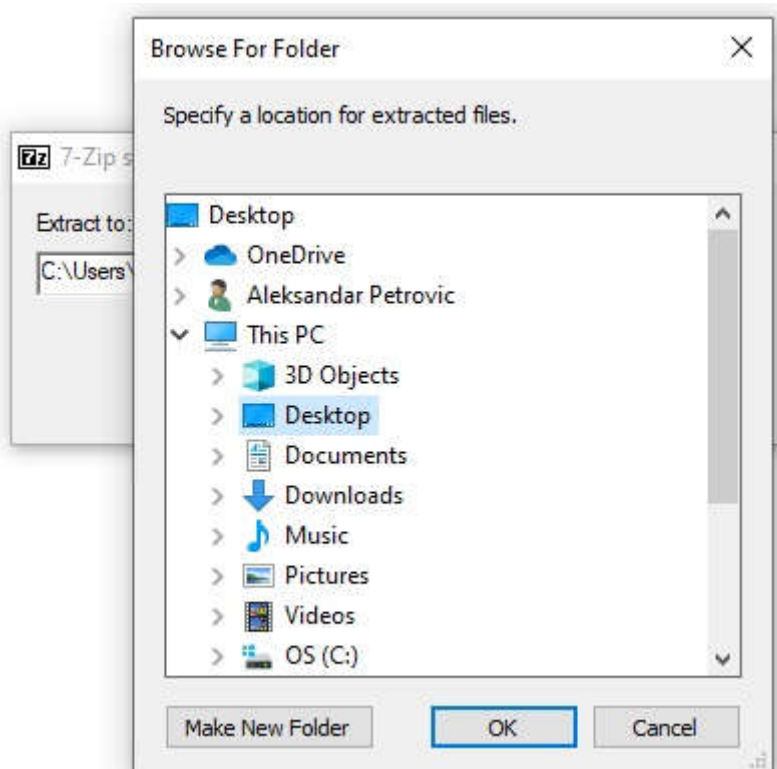 Browse For Folder
Specify a location for extracted files.
7z 7-Zip s
Extract to:
C:\Users\
Desktop
OneDrive
Aleksandar Petrovic
This PC
3D Objects
Desktop
Documents
Downloads
Music
Pictures
Videos
OS (C:)
Make New Folder OK Cancel